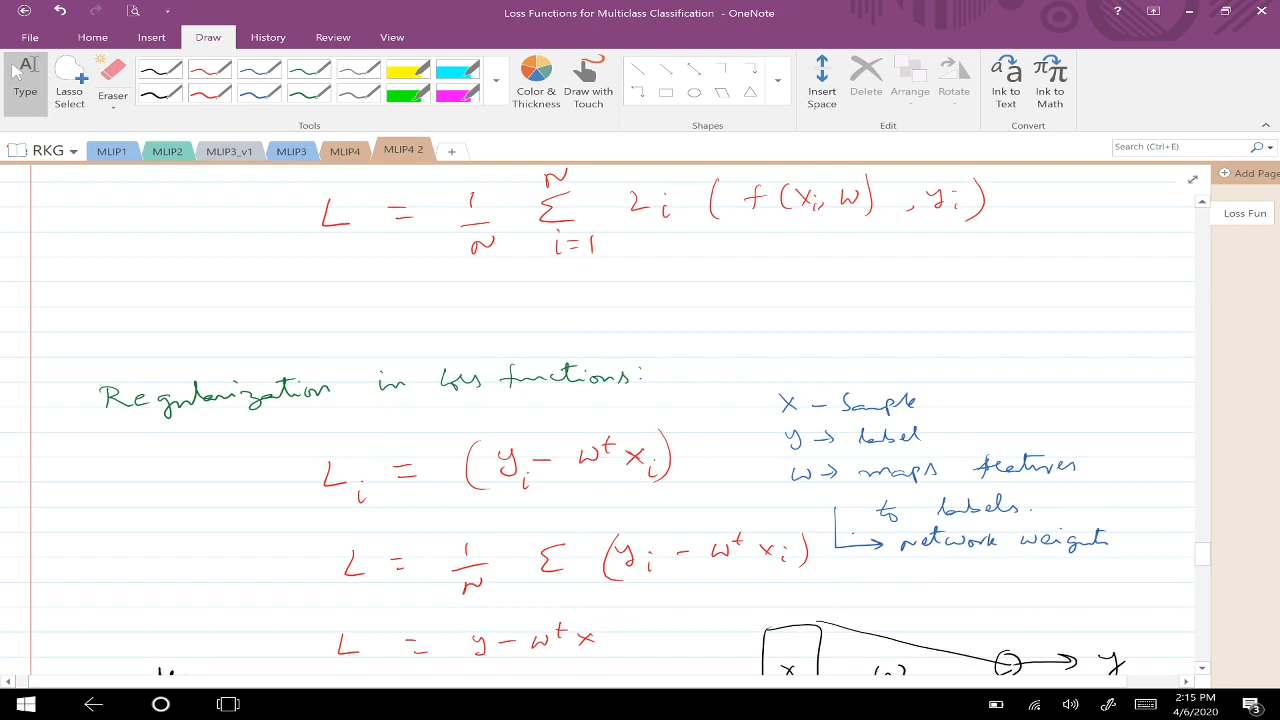 Loss Functions for Multiclass Classification - OneNote
File Home Insert Draw History Review View
Type Lasso Select Eraser Color & Thickness Draw with Touch Insert Space Delete Arrange Rotate Ink to Text Ink to Math
Tools Shapes Edit Convert
RKG MLIP1 MLIP2 MLIP3_v1 MLIP3 MLIP4 MLIP4 2 Search (Ctrl+E)
Add Page
Loss Fun
L = 1/N Σ_{i=1}^{N} L_i ( f(x_i, W), y_i )
Regularization in loss functions:
X - Sample
y → label
w → maps features
to labels.
→ network weights
L_i = (y_i - w^t x_i)
L = 1/N Σ (y_i - w^t x_i)
L = y - w^t x
x y
2:15 PM
4/6/2020
3